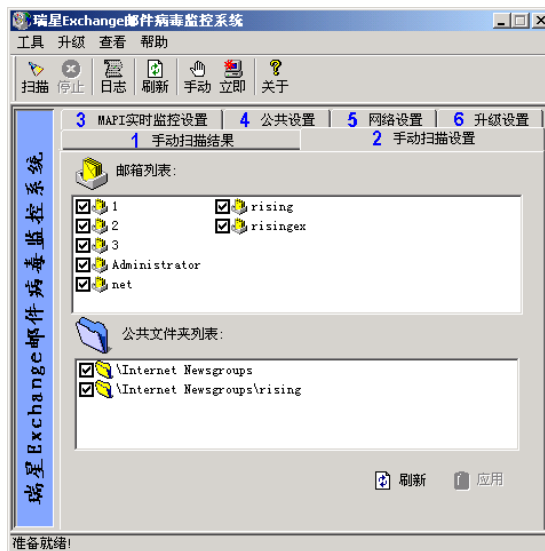 瑞星Exchange邮件病毒监控系统
工具 升级 查看 帮助
扫描 停止 日志 刷新 手动 立即 关于
3 MAPI实时监控设置 4 公共设置 5 网络设置 6 升级设置
1 手动扫描结果 2 手动扫描设置
瑞星Exchange邮件病毒监控系统
邮箱列表:
1 rising
2 risingex
3
Administrator
net
公共文件夹列表:
\Internet Newsgroups
\Internet Newsgroups\rising
刷新 应用
准备就绪!